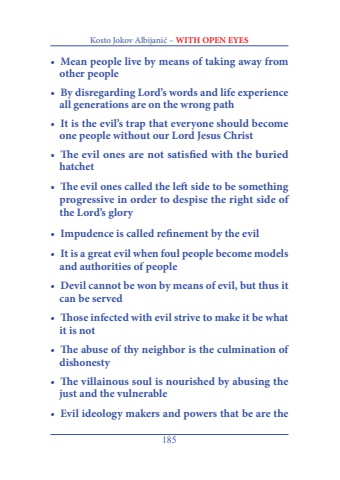 Kosto Jokov Albijanić – WITH OPEN EYES
• Mean people live by means of taking away from
other people
• By disregarding Lord's words and life experience
all generations are on the wrong path
• It is the evil's trap that everyone should become
one people without our Lord Jesus Christ
• The evil ones are not satisfied with the buried
hatchet
• The evil ones called the left side to be something
progressive in order to despise the right side of
the Lord's glory
• Impudence is called refinement by the evil
• It is a great evil when foul people become models
and authorities of people
• Devil cannot be won by means of evil, but thus it
can be served
• Those infected with evil strive to make it be what
it is not
• The abuse of thy neighbor is the culmination of
dishonesty
• The villainous soul is nourished by abusing the
just and the vulnerable
• Evil ideology makers and powers that be are the
185